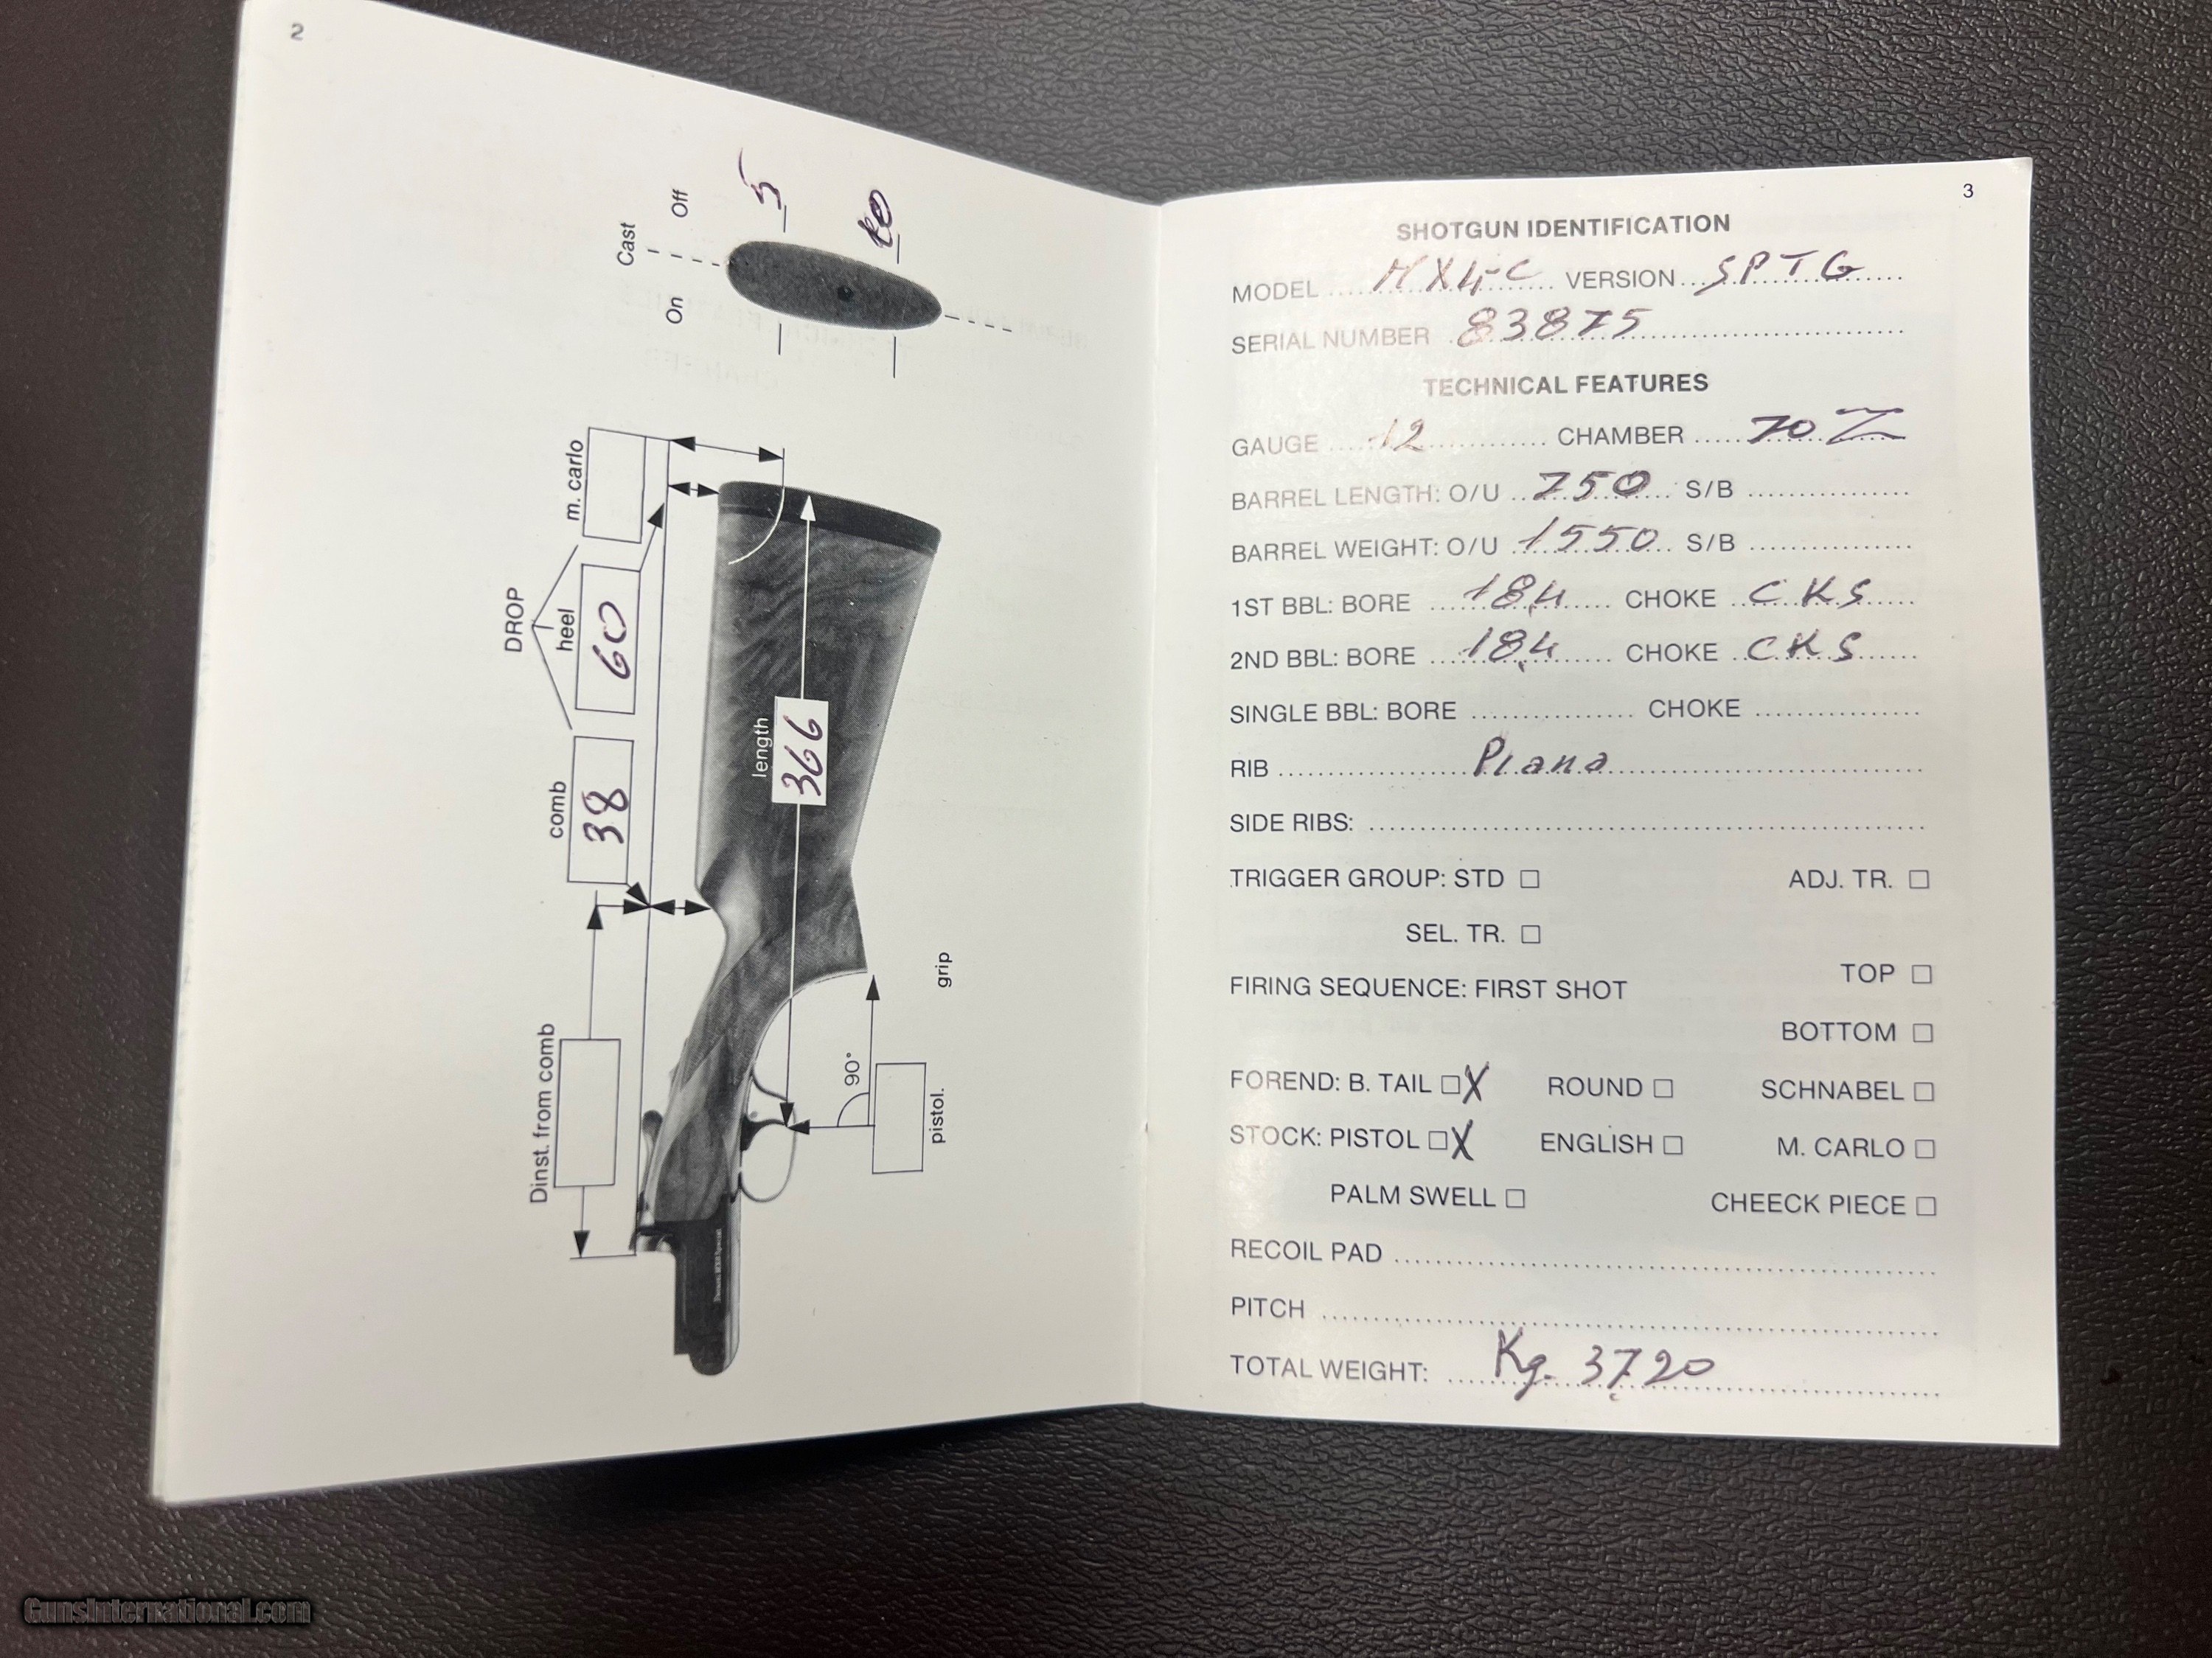 2
Cast
On Off
5
10
DROP
comb heel m. carlo
38 60
length
366
Dinst. from comb
90°
pistol. grip
3
SHOTGUN IDENTIFICATION
MODEL MX4-C VERSION SPTG
SERIAL NUMBER 83875
TECHNICAL FEATURES
GAUGE 12 CHAMBER 70
BARREL LENGTH: O/U 750 S/B
BARREL WEIGHT: O/U 1550 S/B
1ST BBL: BORE 18,4 CHOKE CKS
2ND BBL: BORE 18,4 CHOKE CKS
SINGLE BBL: BORE CHOKE
RIB Piana
SIDE RIBS:
TRIGGER GROUP: STD □ ADJ. TR. □
SEL. TR. □
TOP □
FIRING SEQUENCE: FIRST SHOT
BOTTOM □
FOREND: B. TAIL □X ROUND □ SCHNABEL □
STOCK: PISTOL □X ENGLISH □ M. CARLO □
PALM SWELL □ CHEECK PIECE □
RECOIL PAD
PITCH
TOTAL WEIGHT: Kg. 3,720
GunsInternational.com